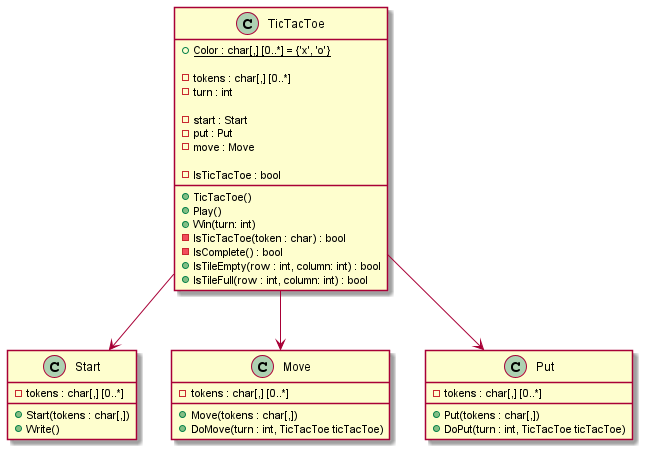 C TicTacToe
Color : char[,] [0..*] = {'x', 'o'}
tokens : char[,] [0..*]
turn : int
start : Start
put : Put
move : Move
IsTicTacToe : bool
TicTacToe()
Play()
Win(turn: int)
IsTicTacToe(token : char) : bool
IsComplete() : bool
IsTileEmpty(row : int, column: int) : bool
IsTileFull(row : int, column: int) : bool
C Start
tokens : char[,] [0..*]
Start(tokens : char[,])
Write()
C Move
tokens : char[,] [0..*]
Move(tokens : char[,])
DoMove(turn : int, TicTacToe ticTacToe)
C Put
tokens : char[,] [0..*]
Put(tokens : char[,])
DoPut(turn : int, TicTacToe ticTacToe)